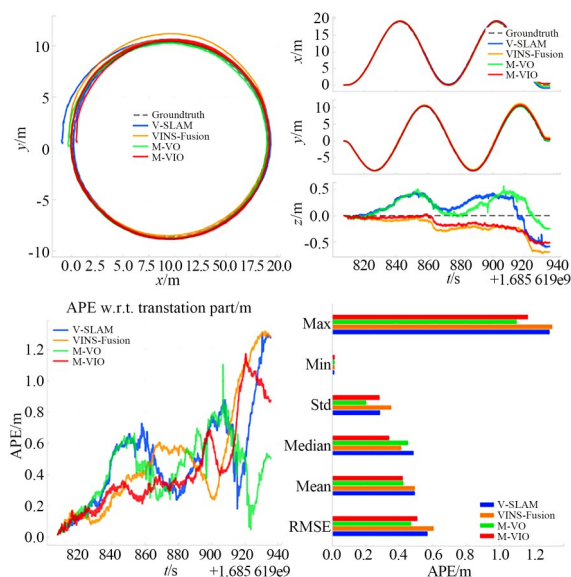 10
5
0
-5
-10
y/m
Groundtruth
V-SLAM
VINS-Fusion
M-VO
M-VIO
0.0 2.5 5.0 7.5 10.0 12.5 15.0 17.5 20.0
x/m
20
15
10
5
0
x/m
Groundtruth
V-SLAM
VINS-Fusion
M-VO
M-VIO
10
5
0
-5
y/m
0.5
0.0
-0.5
z/m
820 840 860 880 900 920 940
t/s
+1.685 619e9
APE w.r.t. transtation part/m
V-SLAM
VINS-Fusion
M-VO
M-VIO
1.2
1.0
0.8
0.6
0.4
0.2
0
APE/m
820 840 860 880 900 920 940
t/s
+1.685 619e9
Max
Min
Std
Median
Mean
RMSE
V-SLAM
VINS-Fusion
M-VO
M-VIO
0.0 0.2 0.4 0.6 0.8 1.0 1.2
APE/m